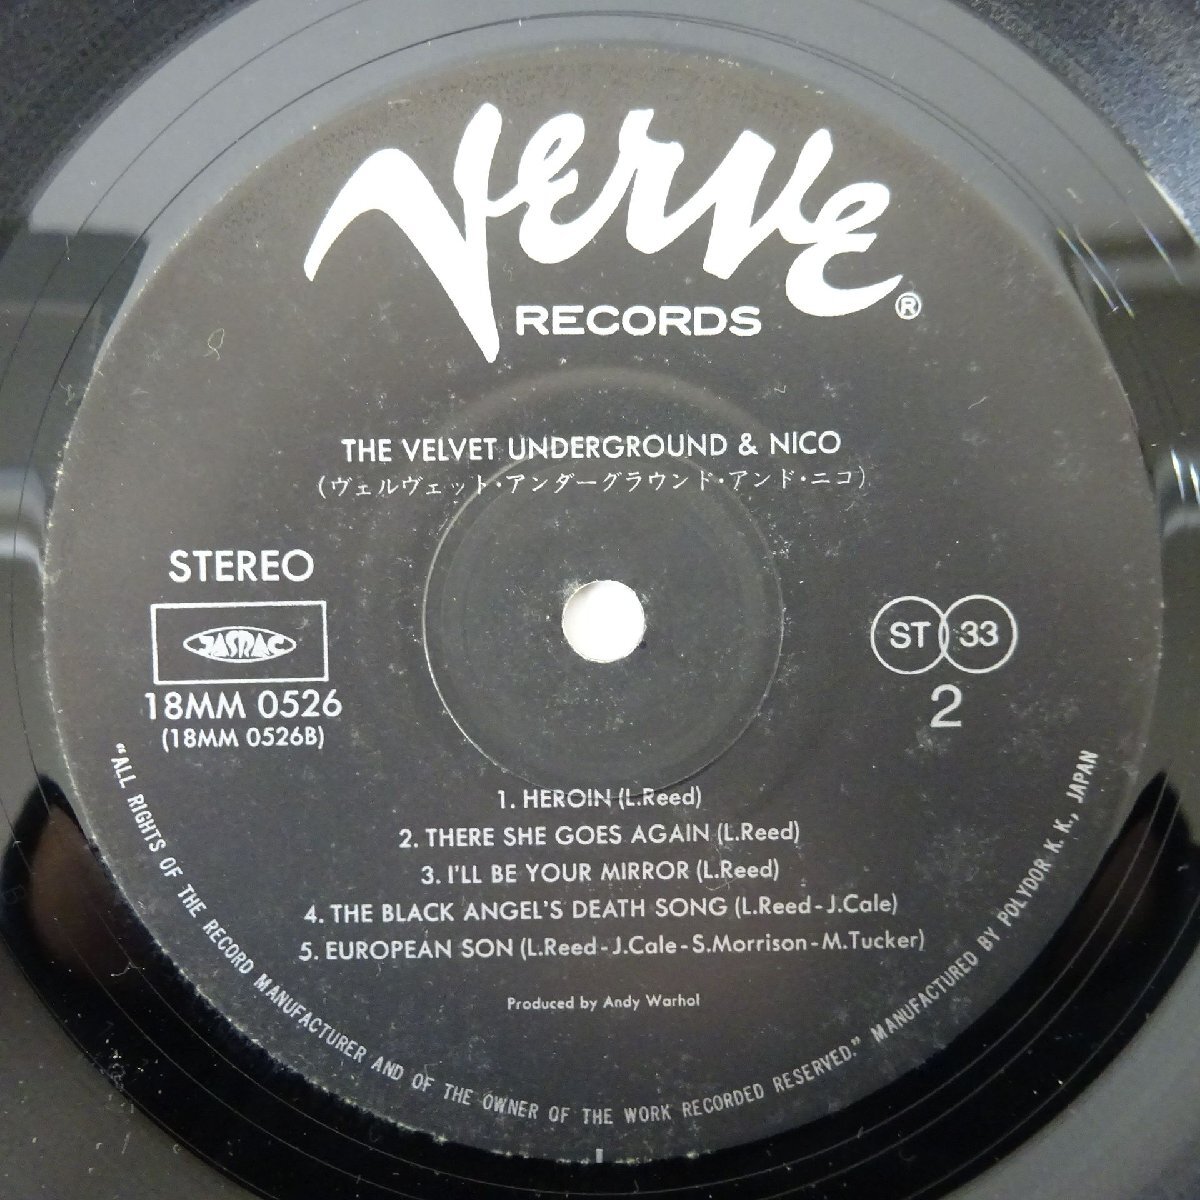 Verve
RECORDS ®
THE VELVET UNDERGROUND & NICO
(ヴェルヴェット・アンダーグラウンド・アンド・ニコ)
STEREO
JASRAC
18MM 0526
(18MM 0526B)
ST 33
2
1. HEROIN (L.Reed)
2. THERE SHE GOES AGAIN (L.Reed)
3. I'LL BE YOUR MIRROR (L.Reed)
4. THE BLACK ANGEL'S DEATH SONG (L.Reed-J.Cale)
5. EUROPEAN SON (L.Reed-J.Cale-S.Morrison-M.Tucker)
Produced by Andy Warhol
"ALL RIGHTS OF THE RECORD MANUFACTURER AND OF THE OWNER OF THE WORK RECORDED RESERVED." MANUFACTURED BY POLYDOR K. K., JAPAN